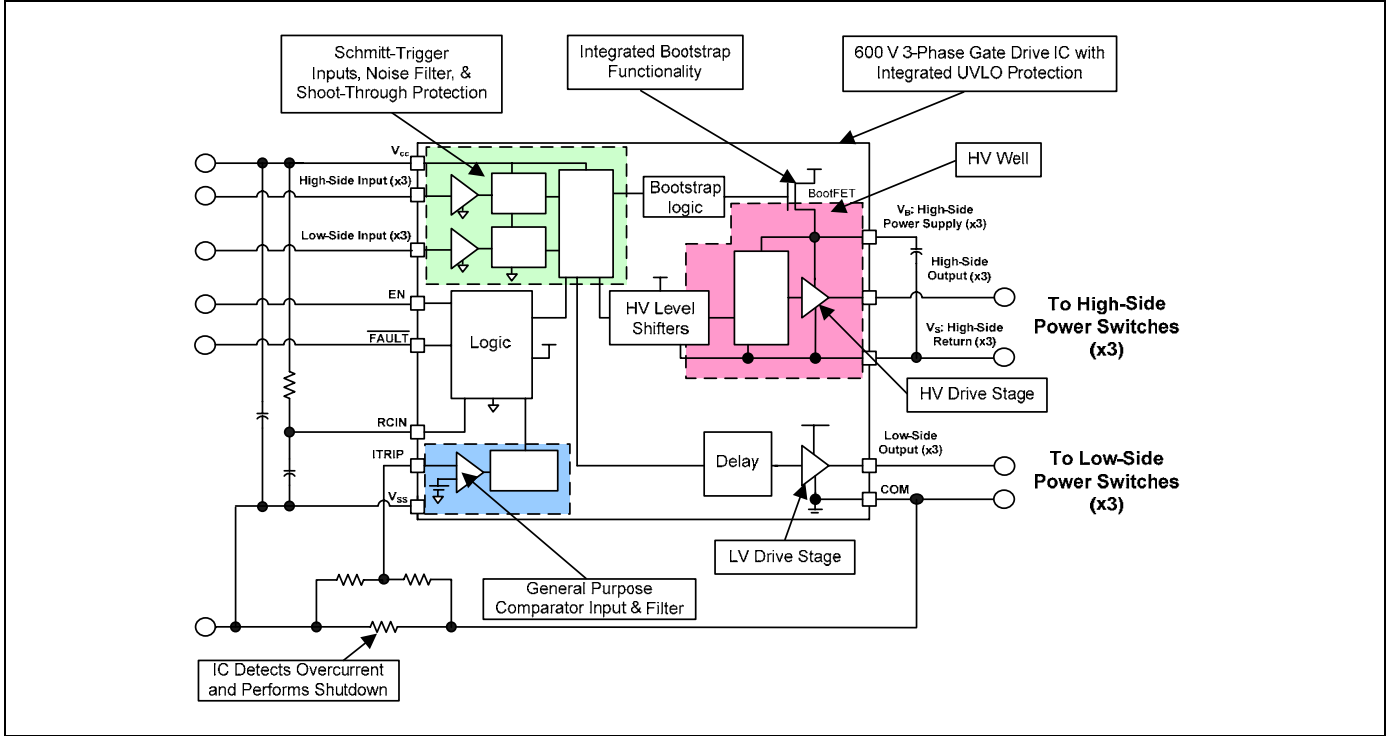 Schmitt-Trigger
Inputs, Noise Filter, &
Shoot-Through Protection
Integrated Bootstrap
Functionality
600 V 3-Phase Gate Drive IC with
Integrated UVLO Protection
HV Well
Vcc
High-Side Input (x3)
Low-Side Input (x3)
EN
FAULT
RCIN
ITRIP
VSS
Bootstrap
logic
BootFET
VB: High-Side
Power Supply (x3)
High-Side
Output (x3)
VS: High-Side
Return (x3)
To High-Side
Power Switches
(x3)
HV Level
Shifters
Logic
HV Drive Stage
Delay
Low-Side
Output (x3)
COM
To Low-Side
Power Switches
(x3)
LV Drive Stage
General Purpose
Comparator Input & Filter
IC Detects Overcurrent
and Performs Shutdown